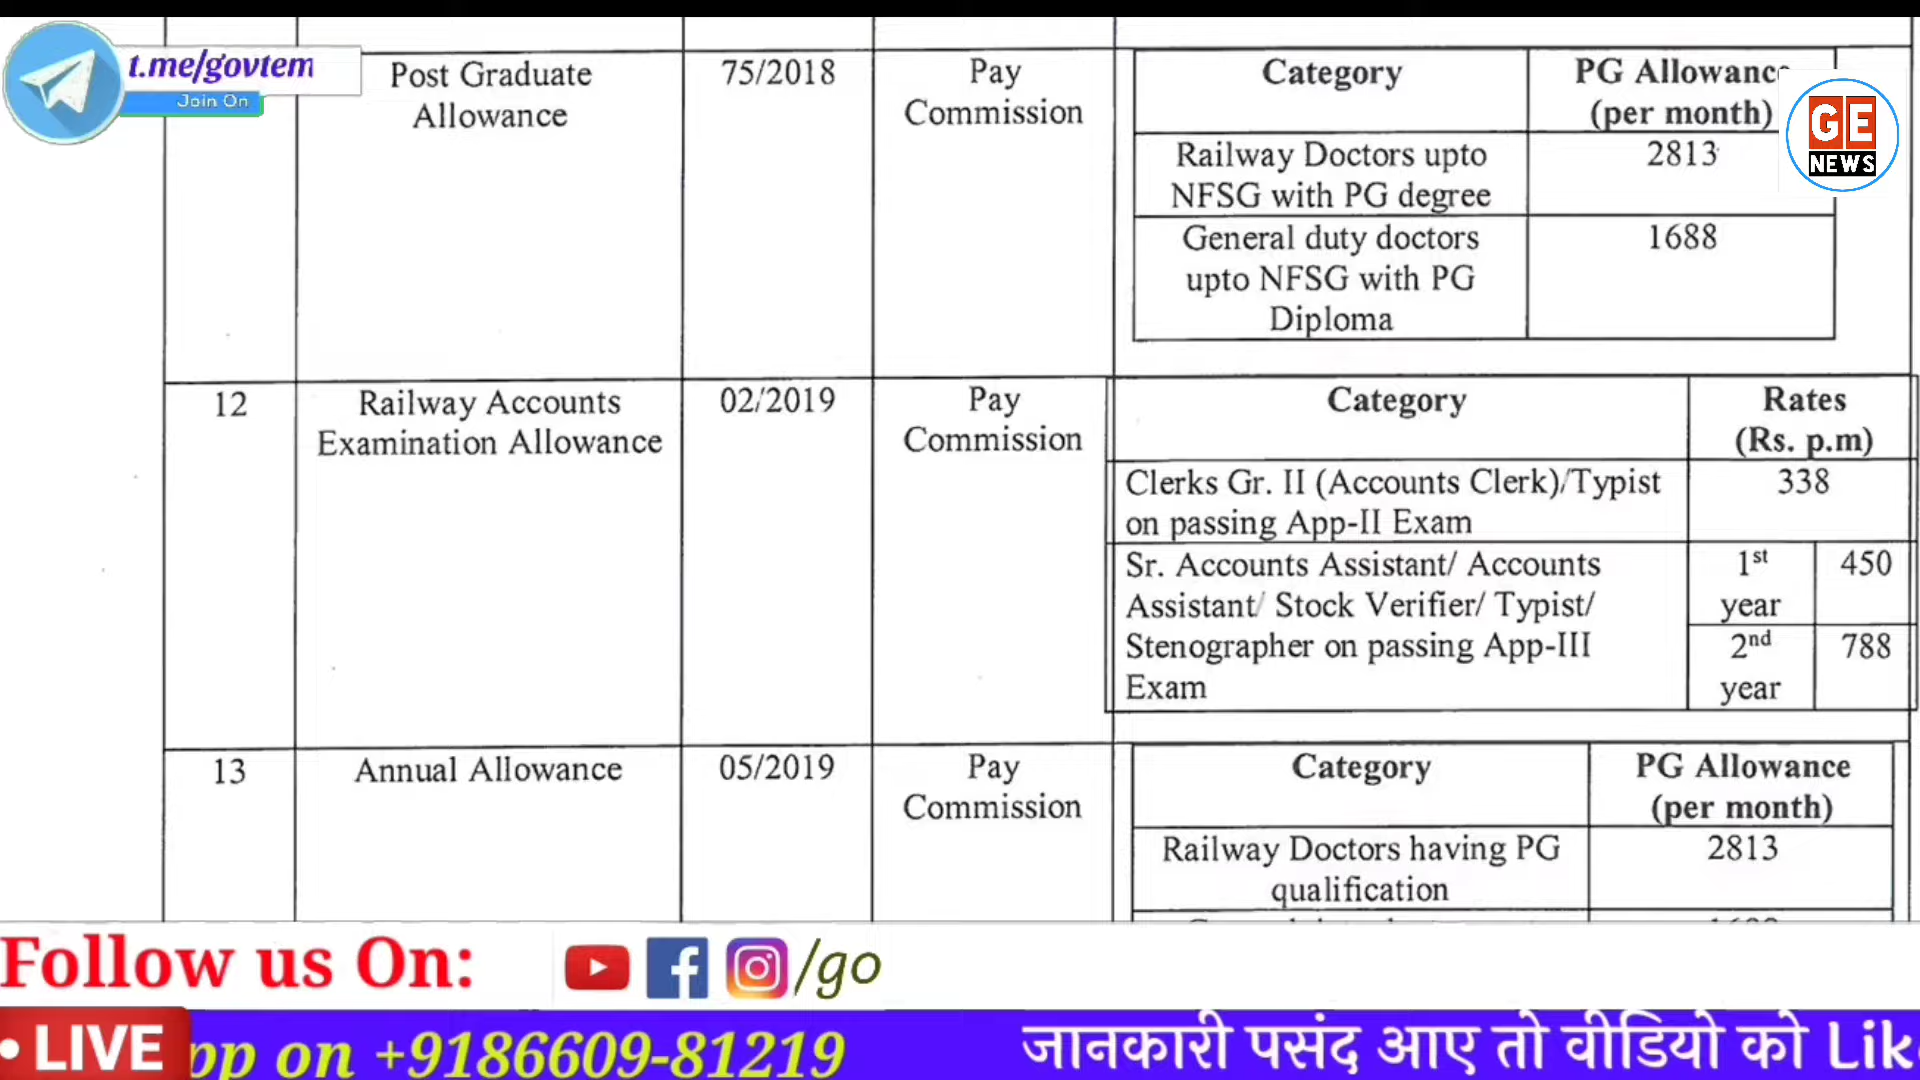 t.me/govtem
Join On
Post Graduate
Allowance
75/2018
Pay
Commission
Category
PG Allowance
(per month)
Railway Doctors upto
NFSG with PG degree
2813
General duty doctors
upto NFSG with PG
Diploma
1688
GE
NEWS
12
Railway Accounts
Examination Allowance
02/2019
Pay
Commission
Category
Rates
(Rs. p.m)
Clerks Gr. II (Accounts Clerk)/Typist
on passing App-II Exam
338
Sr. Accounts Assistant/ Accounts
Assistant/ Stock Verifier/ Typist/
Stenographer on passing App-III
Exam
1st
year
450
2nd
year
788
13
Annual Allowance
05/2019
Pay
Commission
Category
PG Allowance
(per month)
Railway Doctors having PG
qualification
2813
Follow us On:
/go
• LIVE
pp on +9186609-81219
जानकारी पसंद आए तो वीडियो को Lik